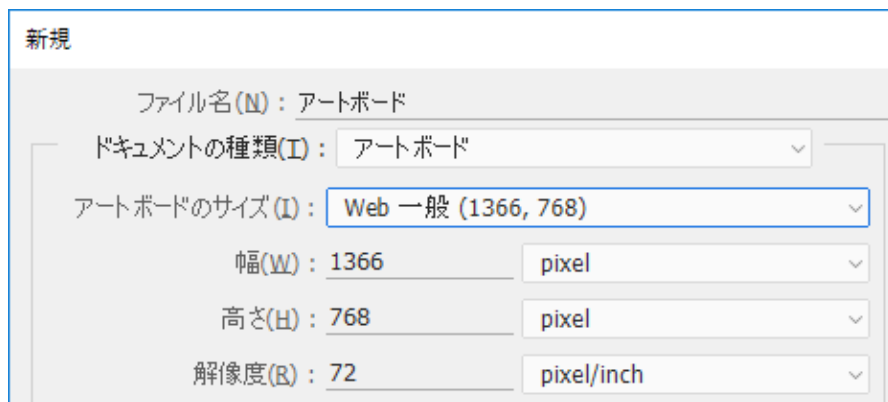 新規
ファイル名(N) : アートボード
ドキュメントの種類(I) : アートボード
アートボードのサイズ(I) : Web 一般 (1366, 768)
幅(W) : 1366 pixel
高さ(H) : 768 pixel
解像度(R) : 72 pixel/inch